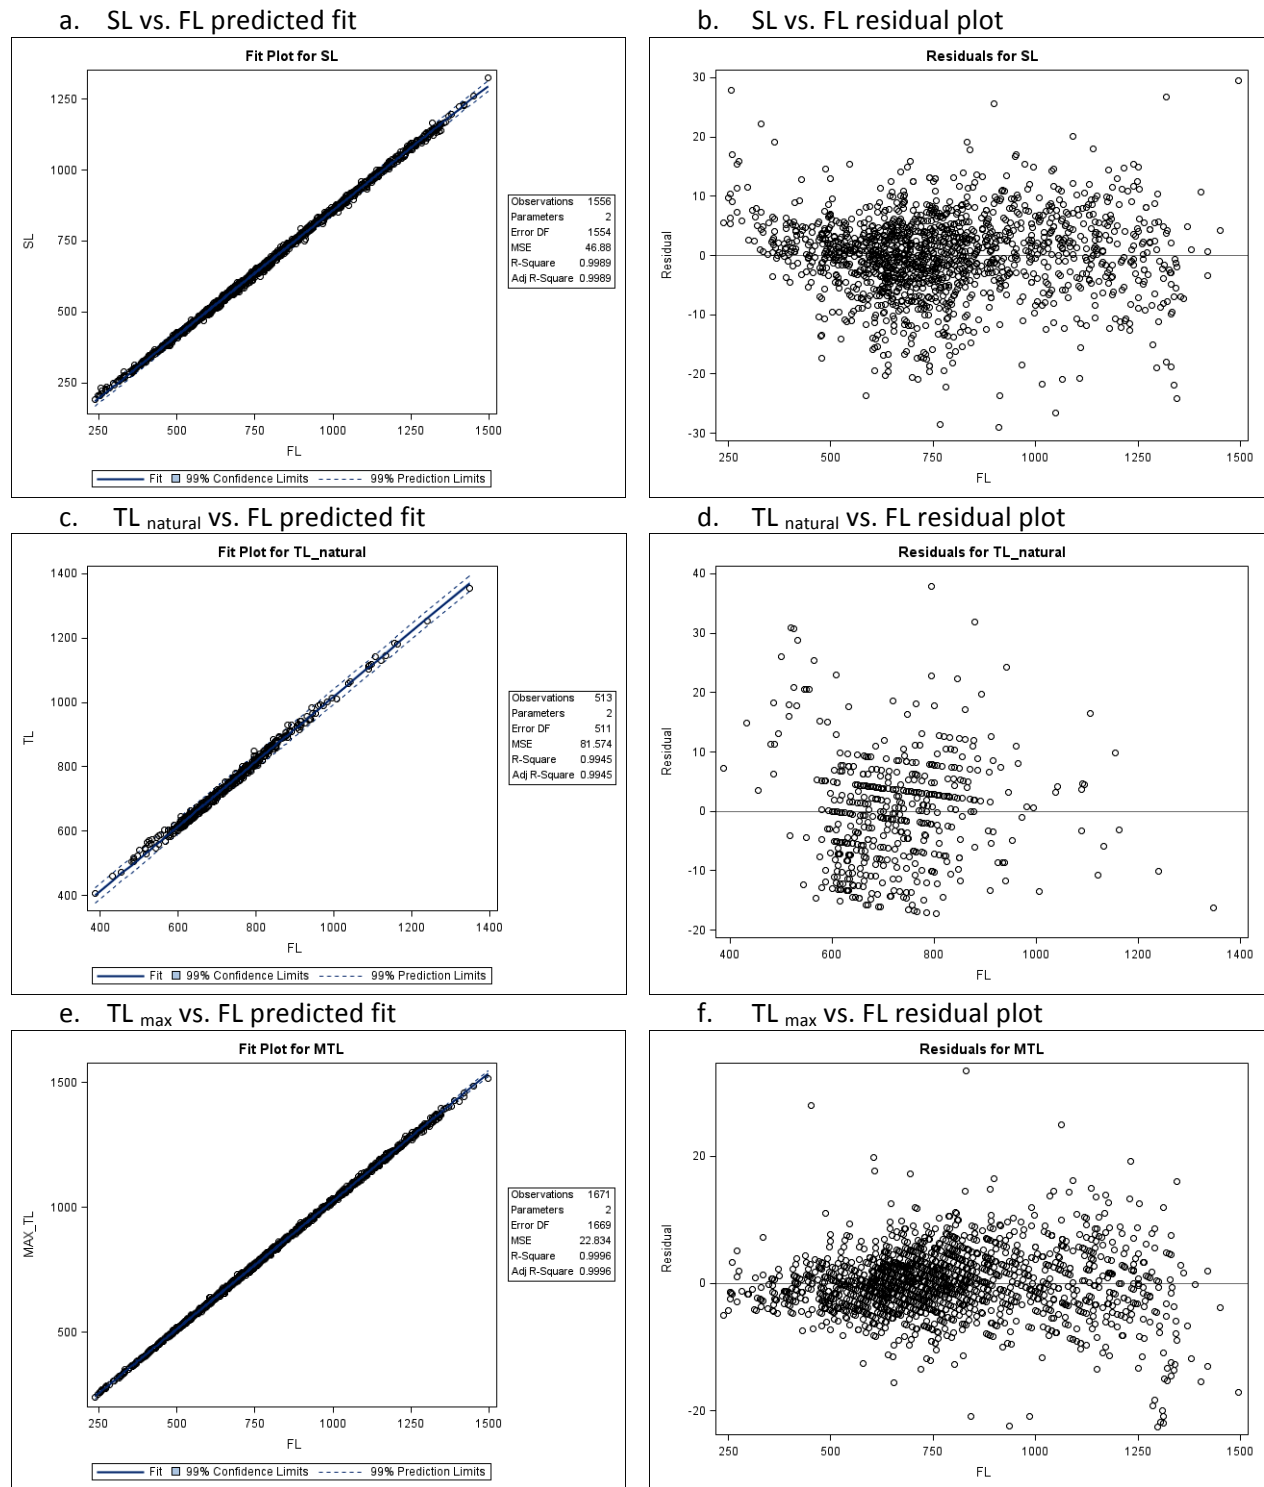 a. SL vs. FL predicted fit
Fit Plot for SL
1250
1000
750
500
250
SL
250 500 750 1000 1250 1500
FL
Observations 1556
Parameters 2
Error DF 1554
MSE 46.88
R-Square 0.9989
Adj R-Square 0.9989
Fit 99% Confidence Limits 99% Prediction Limits
b. SL vs. FL residual plot
Residuals for SL
30
20
10
0
-10
-20
-30
Residual
250 500 750 1000 1250 1500
FL
c. TL natural vs. FL predicted fit
Fit Plot for TL_natural
1400
1200
1000
800
600
400
TL
400 600 800 1000 1200 1400
FL
Observations 513
Parameters 2
Error DF 511
MSE 81.574
R-Square 0.9945
Adj R-Square 0.9945
Fit 99% Confidence Limits 99% Prediction Limits
d. TL natural vs. FL residual plot
Residuals for TL_natural
40
30
20
10
0
-10
-20
Residual
400 600 800 1000 1200 1400
FL
e. TL max vs. FL predicted fit
Fit Plot for MTL
1500
1000
500
MAX_TL
250 500 750 1000 1250 1500
FL
Observations 1671
Parameters 2
Error DF 1669
MSE 22.834
R-Square 0.9996
Adj R-Square 0.9996
Fit 99% Confidence Limits 99% Prediction Limits
f. TL max vs. FL residual plot
Residuals for MTL
20
0
-20
Residual
250 500 750 1000 1250 1500
FL